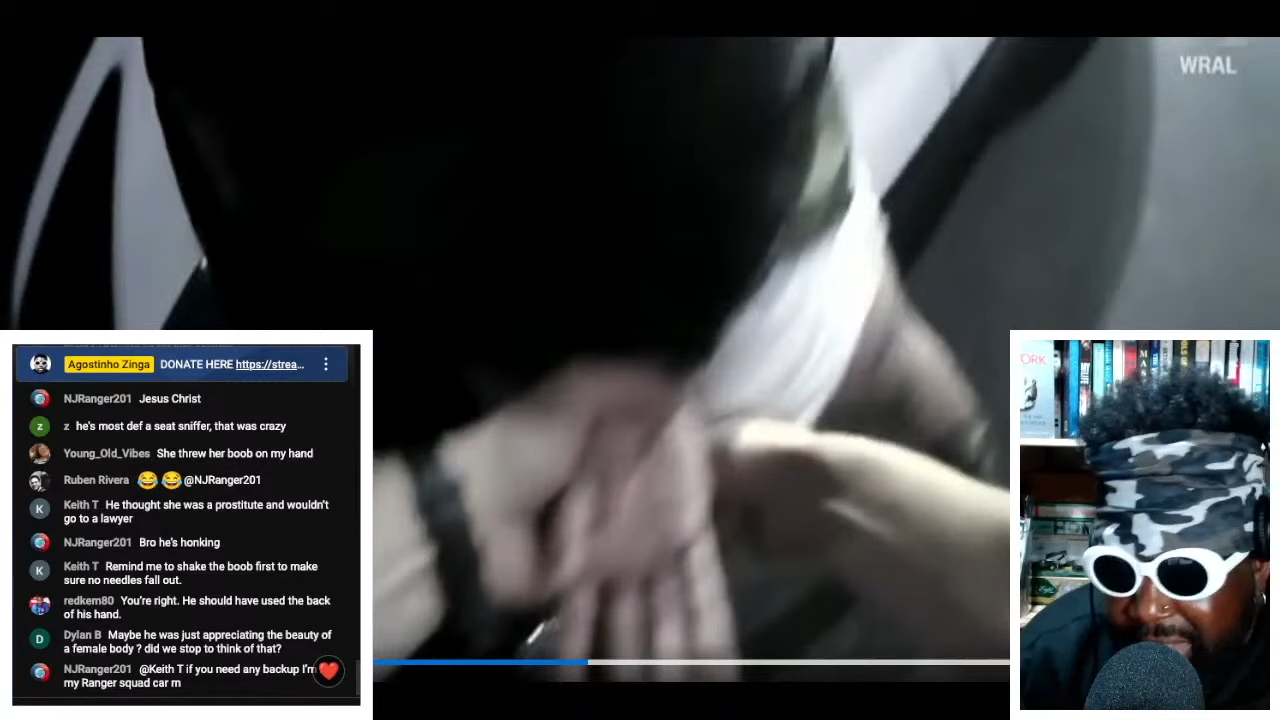 WRAL
Agostinho Zinga DONATE HERE https://strea...
NJRanger201 Jesus Christ
z z he's most def a seat sniffer, that was crazy
Young_Old_Vibes She threw her boob on my hand
Ruben Rivera 😂😂@NJRanger201
K Keith T He thought she was a prostitute and wouldn't
go to a lawyer
NJRanger201 Bro he's honking
K Keith T Remind me to shake the boob first to make
sure no needles fall out.
redkem80 You're right. He should have used the back
of his hand.
D Dylan B Maybe he was just appreciating the beauty of
a female body ? did we stop to think of that?
NJRanger201 @Keith T if you need any backup I'm
my Ranger squad car rn
ORK